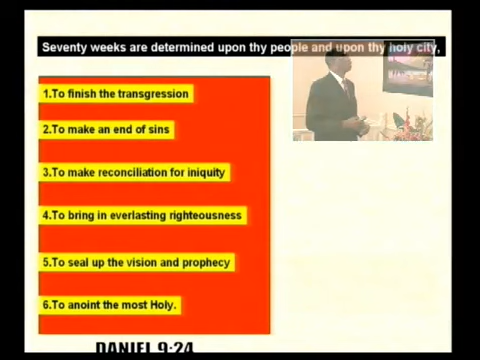 Seventy weeks are determined upon thy people and upon thy holy city,
1.To finish the transgression
2.To make an end of sins
3.To make reconciliation for iniquity
4.To bring in everlasting righteousness
5.To seal up the vision and prophecy
6.To anoint the most Holy.
DANIEL 9:24